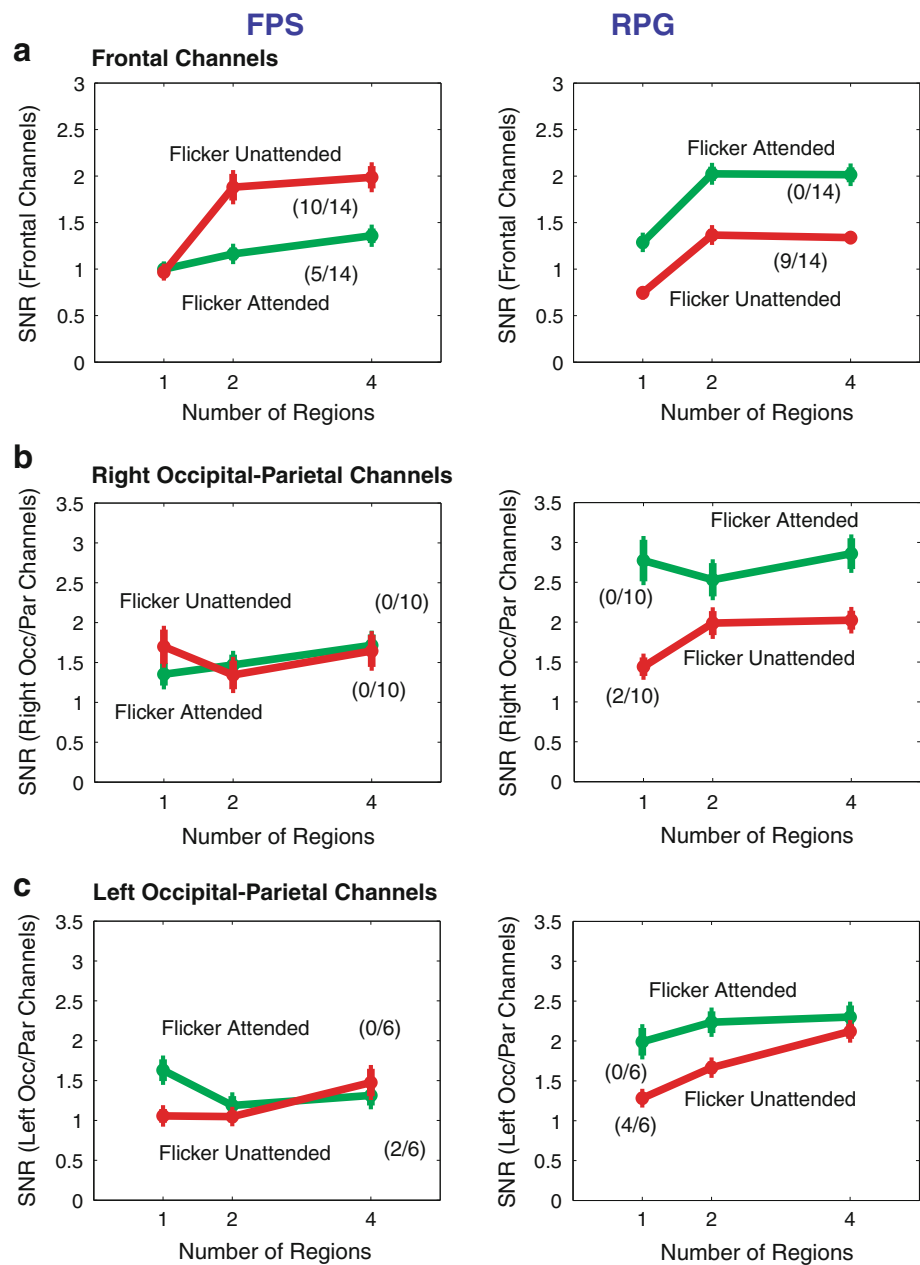 FPS
RPG
a
Frontal Channels
SNR (Frontal Channels)
3
2.5
2
1.5
1
0.5
0
Flicker Unattended
(10/14)
(5/14)
Flicker Attended
1 2 4
Number of Regions
SNR (Frontal Channels)
3
2.5
2
1.5
1
0.5
0
Flicker Attended
(0/14)
(9/14)
Flicker Unattended
1 2 4
Number of Regions
b
Right Occipital-Parietal Channels
SNR (Right Occ/Par Channels)
3.5
3
2.5
2
1.5
1
0.5
0
Flicker Unattended
(0/10)
(0/10)
Flicker Attended
1 2 4
Number of Regions
SNR (Right Occ/Par Channels)
3.5
3
2.5
2
1.5
1
0.5
0
Flicker Attended
(0/10)
Flicker Unattended
(2/10)
1 2 4
Number of Regions
c
Left Occipital-Parietal Channels
SNR (Left Occ/Par Channels)
3.5
3
2.5
2
1.5
1
0.5
0
Flicker Attended
(0/6)
Flicker Unattended
(2/6)
1 2 4
Number of Regions
SNR (Left Occ/Par Channels)
3.5
3
2.5
2
1.5
1
0.5
0
Flicker Attended
(0/6)
Flicker Unattended
(4/6)
1 2 4
Number of Regions